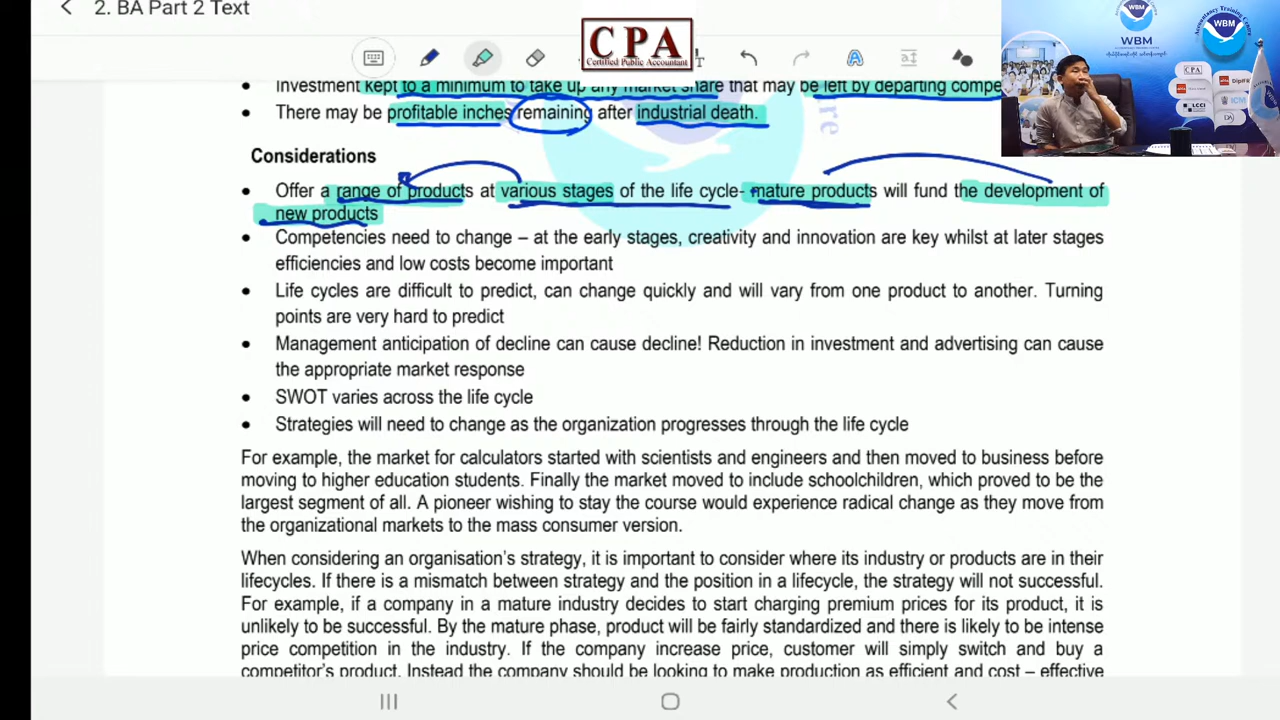 2. BA Part 2 Text
CPA
Certified Public Accountant
WBM
WBM
CPA
DipIFR
LCCI
ICM
• Investment kept to a minimum to take up any market share that may be left by departing compe
• There may be profitable inches remaining after industrial death.
Considerations
• Offer a range of products at various stages of the life cycle- mature products will fund the development of
new products
• Competencies need to change – at the early stages, creativity and innovation are key whilst at later stages
efficiencies and low costs become important
• Life cycles are difficult to predict, can change quickly and will vary from one product to another. Turning
points are very hard to predict
• Management anticipation of decline can cause decline! Reduction in investment and advertising can cause
the appropriate market response
• SWOT varies across the life cycle
• Strategies will need to change as the organization progresses through the life cycle
For example, the market for calculators started with scientists and engineers and then moved to business before
moving to higher education students. Finally the market moved to include schoolchildren, which proved to be the
largest segment of all. A pioneer wishing to stay the course would experience radical change as they move from
the organizational markets to the mass consumer version.
When considering an organisation's strategy, it is important to consider where its industry or products are in their
lifecycles. If there is a mismatch between strategy and the position in a lifecycle, the strategy will not successful.
For example, if a company in a mature industry decides to start charging premium prices for its product, it is
unlikely to be successful. By the mature phase, product will be fairly standardized and there is likely to be intense
price competition in the industry. If the company increase price, customer will simply switch and buy a
competitor's product. Instead the company should be looking to make production as efficient and cost – effective